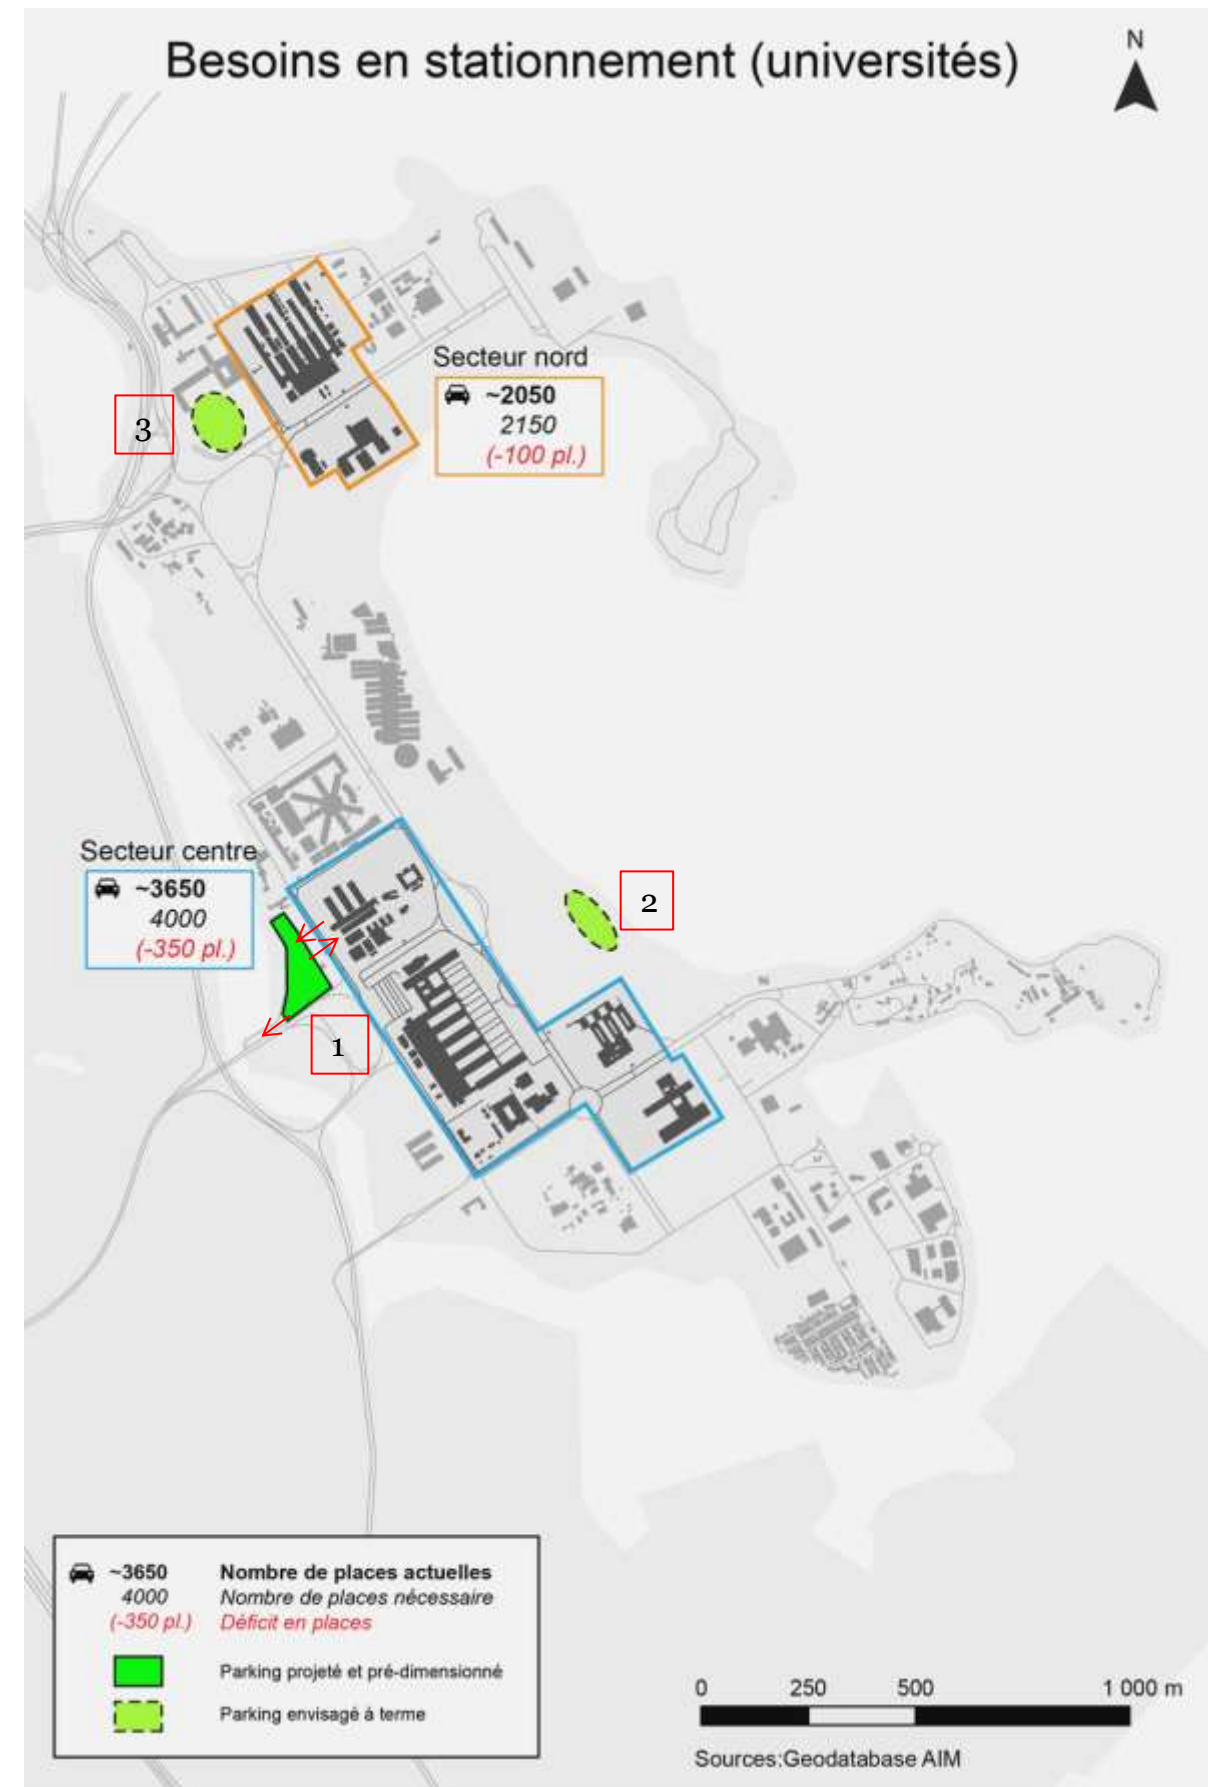 Besoins en stationnement (universités)
N
Secteur nord
~2050
2150
(-100 pl.)
3
Secteur centre
~3650
4000
(-350 pl.)
2
1
~3650 Nombre de places actuelles
4000 Nombre de places nécessaire
(-350 pl.) Déficit en places
Parking projeté et pré-dimensionné
Parking envisagé à terme
0 250 500 1 000 m
Sources:Geodatabase AIM